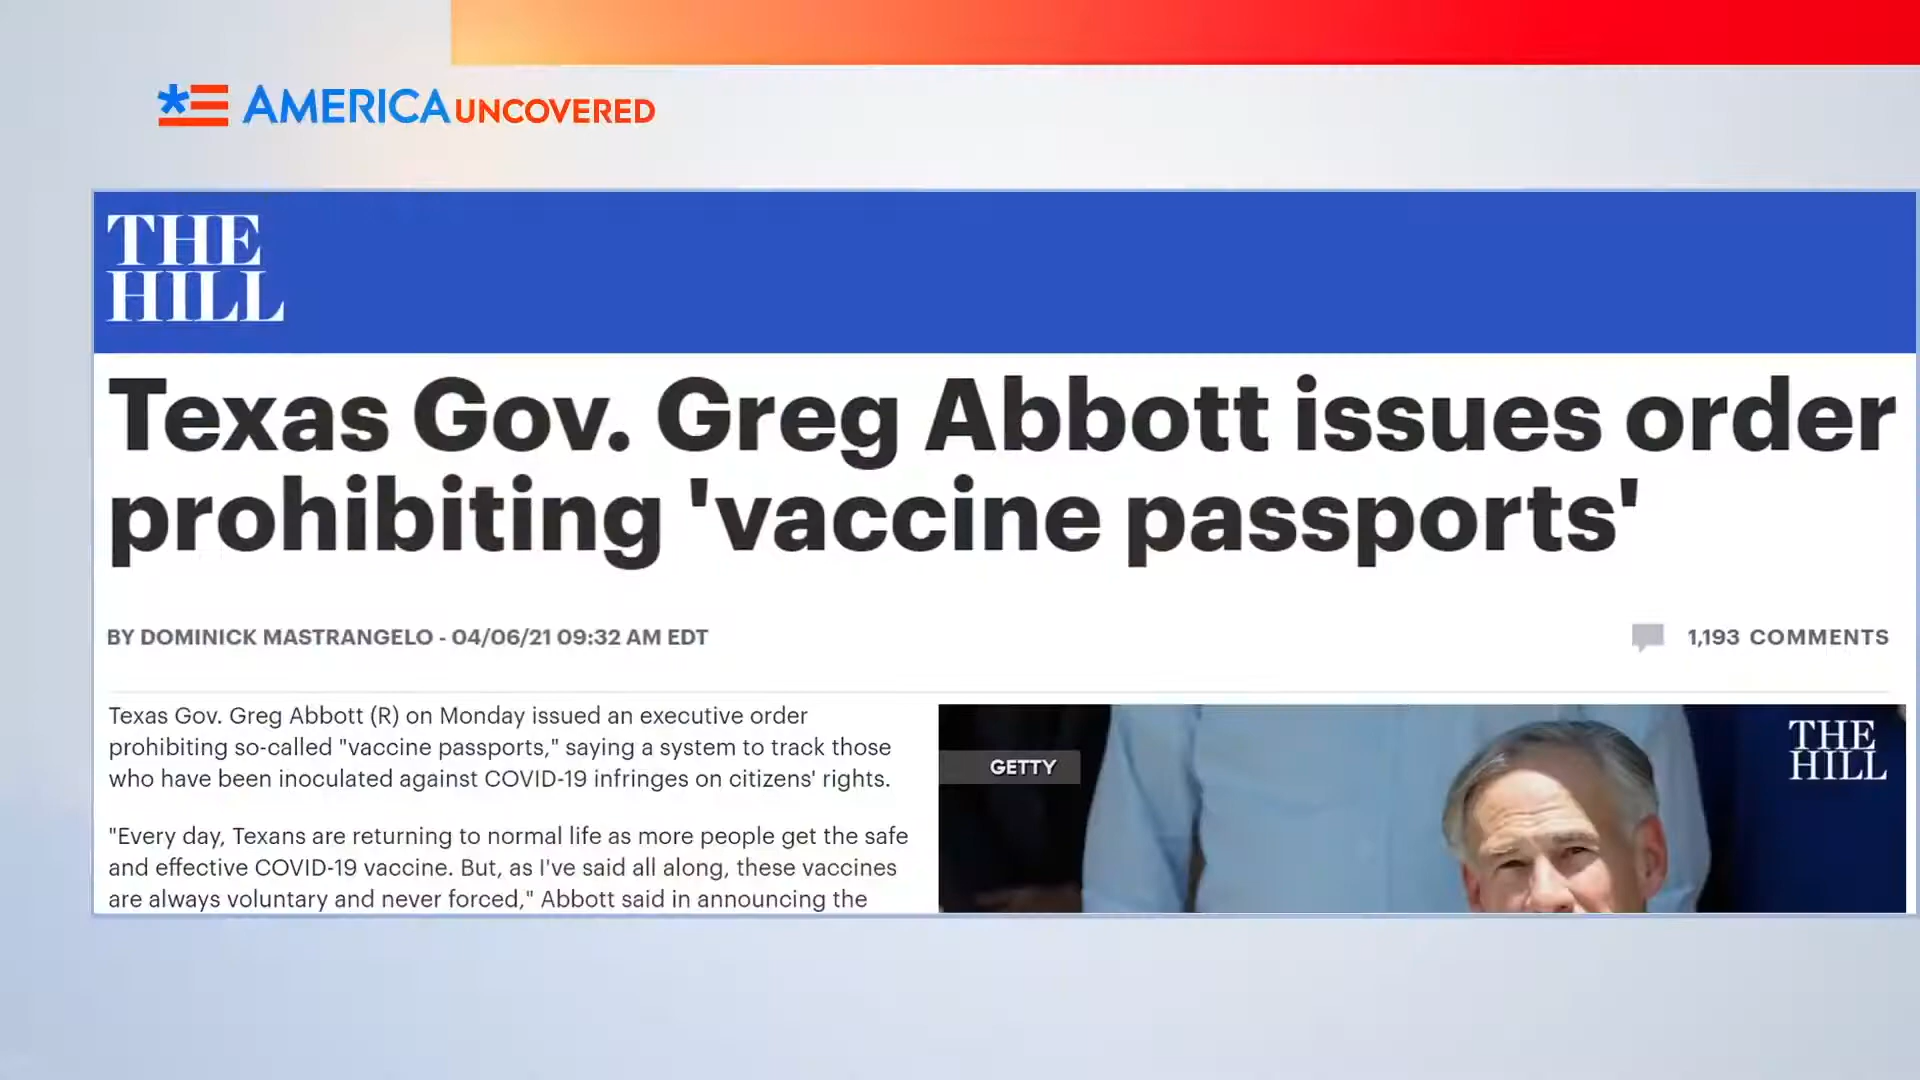 AMERICA UNCOVERED
THE
HILL
Texas Gov. Greg Abbott issues order
prohibiting 'vaccine passports'
BY DOMINICK MASTRANGELO - 04/06/21 09:32 AM EDT
1,193 COMMENTS
Texas Gov. Greg Abbott (R) on Monday issued an executive order
prohibiting so-called "vaccine passports," saying a system to track those
who have been inoculated against COVID-19 infringes on citizens' rights.
"Every day, Texans are returning to normal life as more people get the safe
and effective COVID-19 vaccine. But, as I've said all along, these vaccines
are always voluntary and never forced," Abbott said in announcing the
GETTY
THE
HILL